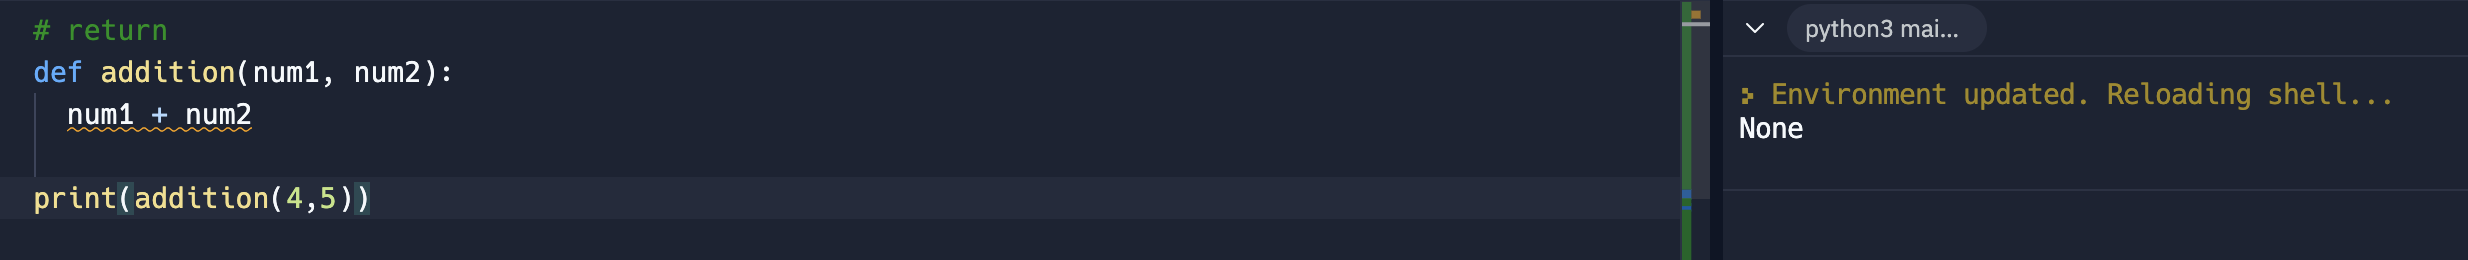 # return
def addition(num1, num2):
  num1 + num2
print(addition(4,5))
python3 mai...
Environment updated. Reloading shell...
None